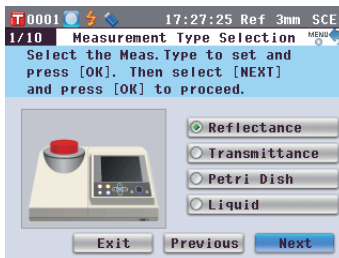 T0001 17:27:25 Ref 3mm SCE
1/10 Measurement Type Selection MENU
Select the Meas.Type to set and
press [OK]. Then select [NEXT]
and press [OK] to proceed.
Reflectance
Transmittance
Petri Dish
Liquid
Exit Previous Next